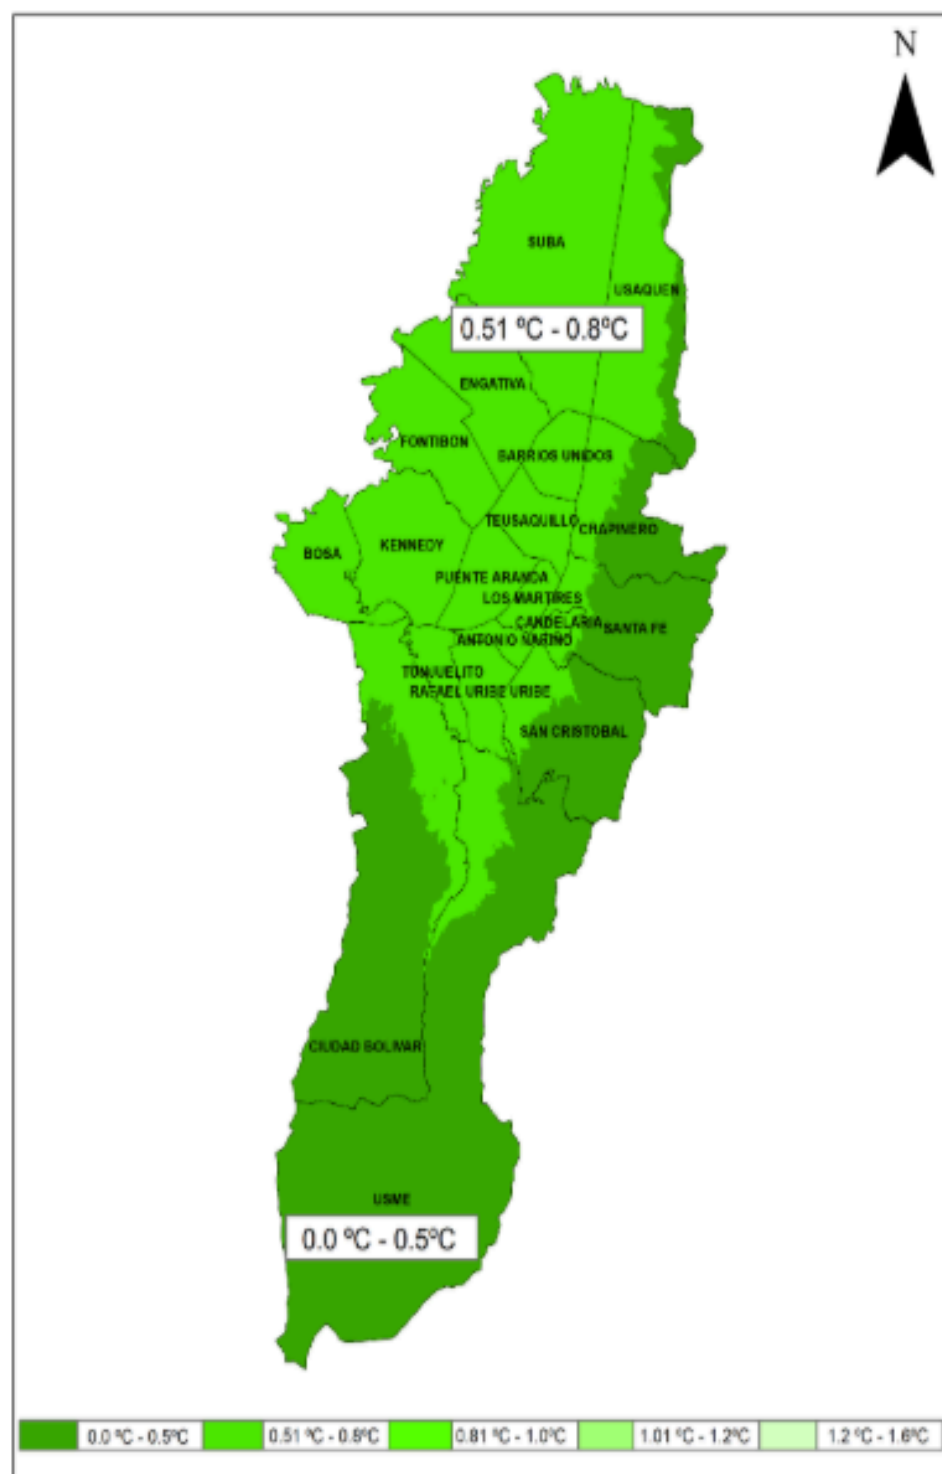 N
SUBA
USAQUEN
0.51 ºC - 0.8ºC
ENGATIVA
FONTIBON
BARRIOS UNIDOS
TEUSAQUILLO
CHAPINERO
BOSA
KENNEDY
PUENTE ARANDA
LOS MARTIRES
CANDELARIA
SANTA FE
ANTONIO NARIÑO
TUNJUELITO
RAFAEL URIBE URIBE
SAN CRISTOBAL
CIUDAD BOLIVAR
USME
0.0 ºC - 0.5ºC
0.0 ºC - 0.5ºC 0.51 ºC - 0.8ºC 0.81 ºC - 1.0ºC 1.01 ºC - 1.2ºC 1.2 ºC - 1.6ºC